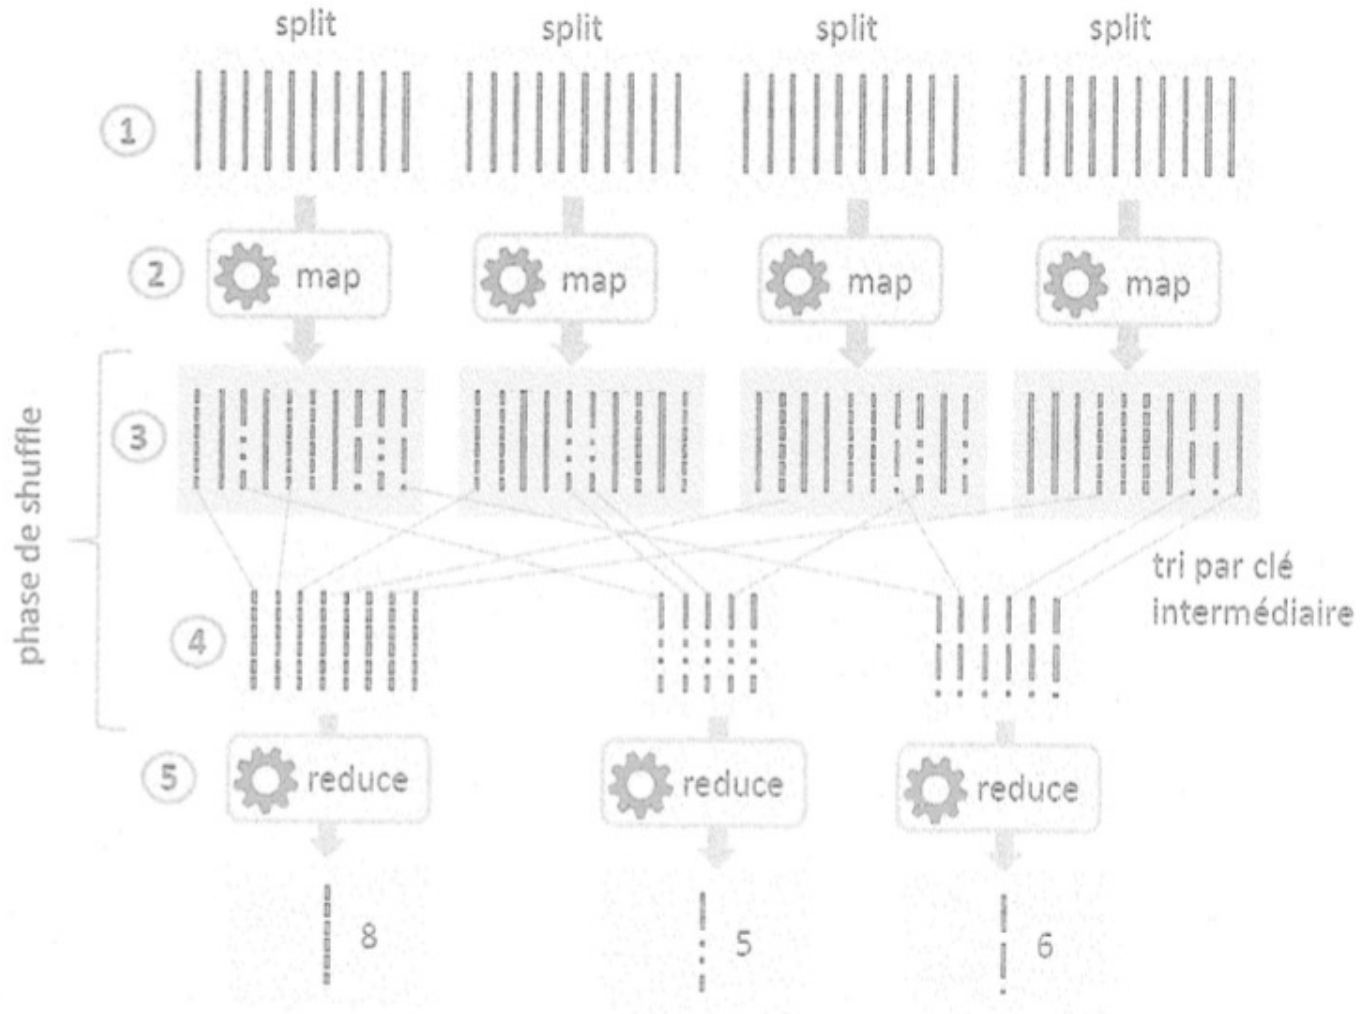 split split split split
1
2 map map map map
phase de shuffle
3
tri par clé
intermédiaire
4
5 reduce reduce reduce
8 5 6